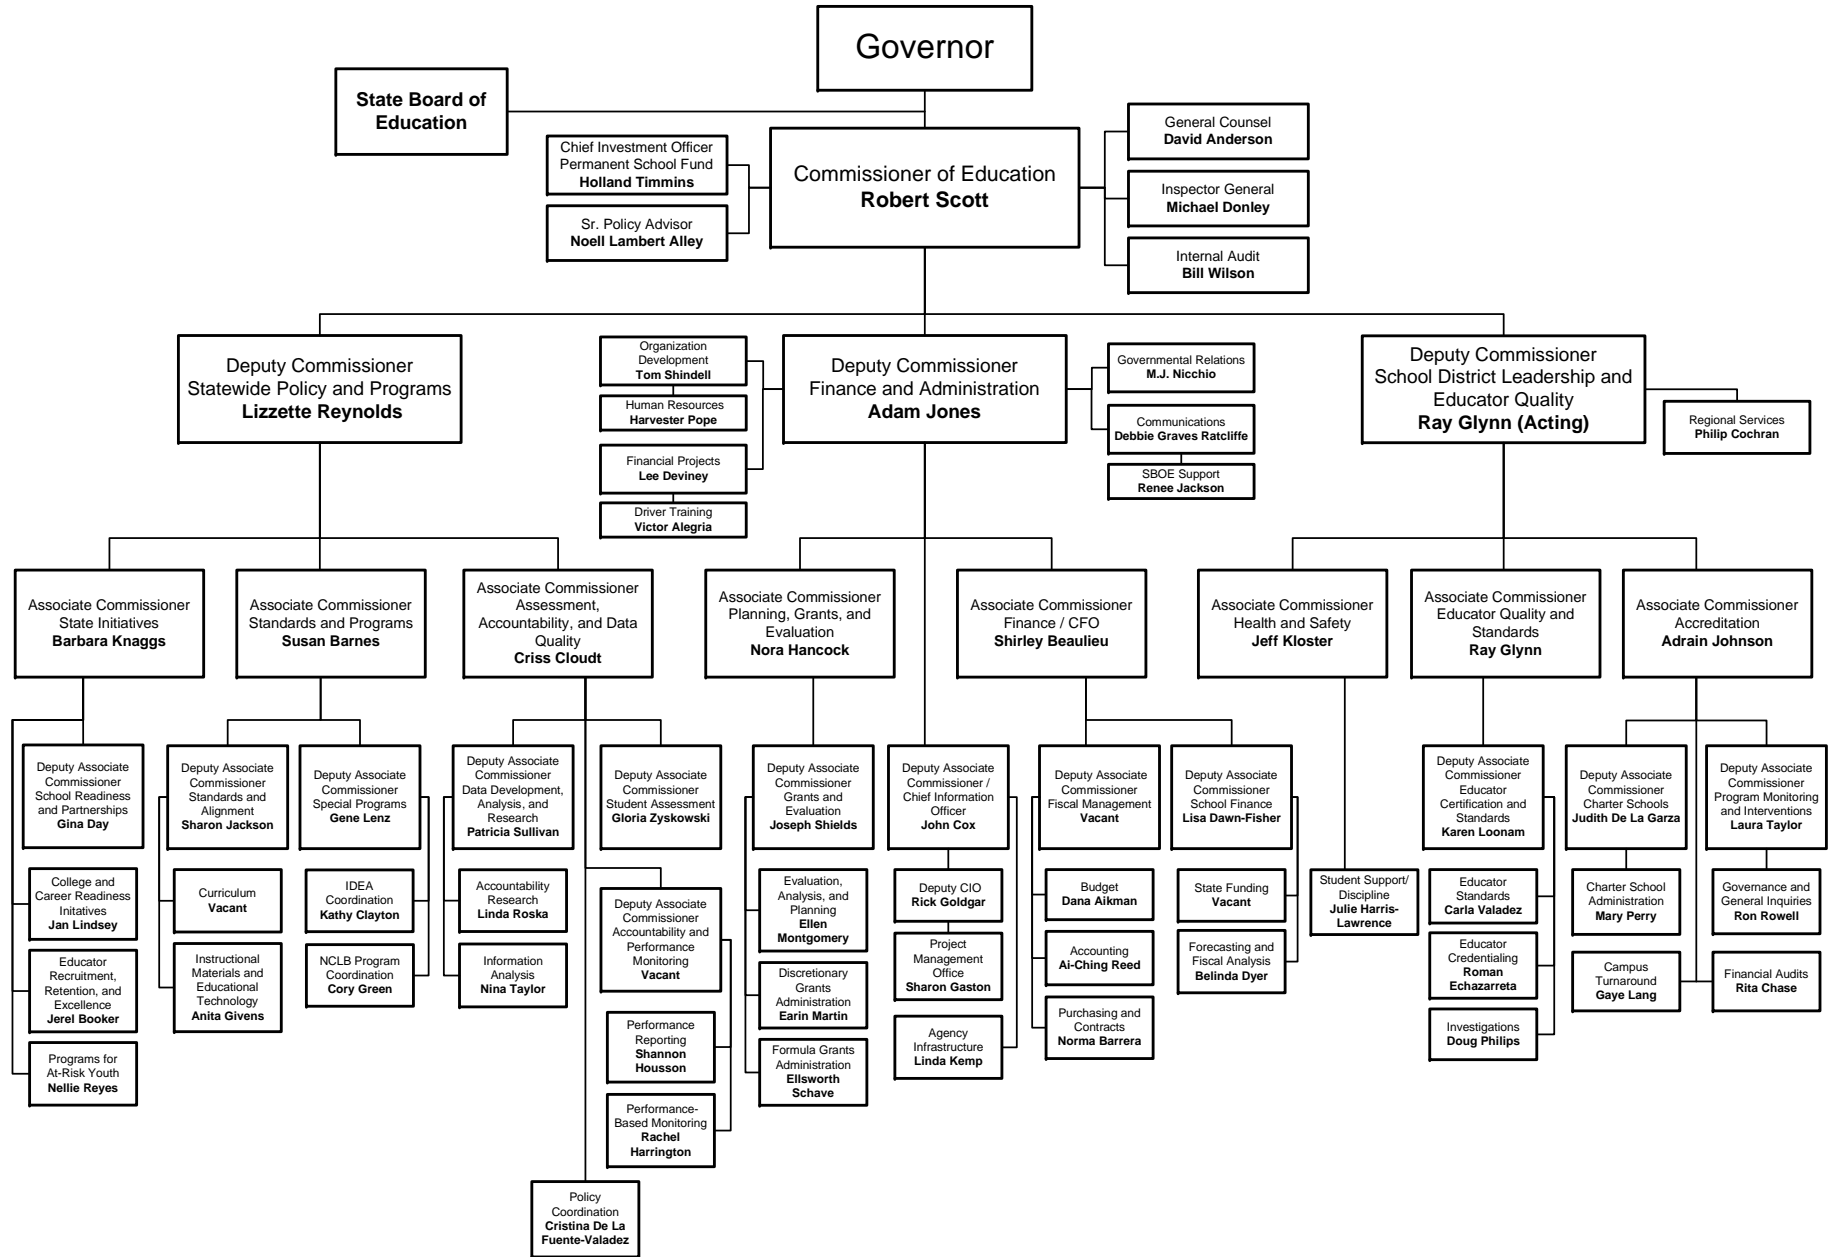 Governor
State Board of
Education
Chief Investment Officer
Permanent School Fund
Holland Timmins
Sr. Policy Advisor
Noell Lambert Alley
Commissioner of Education
Robert Scott
General Counsel
David Anderson
Inspector General
Michael Donley
Internal Audit
Bill Wilson
Deputy Commissioner
Statewide Policy and Programs
Lizzette Reynolds
Organization
Development
Tom Shindell
Human Resources
Harvester Pope
Financial Projects
Lee Deviney
Driver Training
Victor Alegria
Deputy Commissioner
Finance and Administration
Adam Jones
Governmental Relations
M.J. Nicchio
Communications
Debbie Graves Ratcliffe
SBOE Support
Renee Jackson
Deputy Commissioner
School District Leadership and
Educator Quality
Ray Glynn (Acting)
Regional Services
Philip Cochran
Associate Commissioner
State Initiatives
Barbara Knaggs
Associate Commissioner
Standards and Programs
Susan Barnes
Associate Commissioner
Assessment,
Accountability, and Data
Quality
Criss Cloudt
Associate Commissioner
Planning, Grants, and
Evaluation
Nora Hancock
Associate Commissioner
Finance / CFO
Shirley Beaulieu
Associate Commissioner
Health and Safety
Jeff Kloster
Associate Commissioner
Educator Quality and
Standards
Ray Glynn
Associate Commissioner
Accreditation
Adrain Johnson
Deputy Associate
Commissioner
School Readiness
and Partnerships
Gina Day
Deputy Associate
Commissioner
Standards and
Alignment
Sharon Jackson
Deputy Associate
Commissioner
Special Programs
Gene Lenz
Deputy Associate
Commissioner
Data Development,
Analysis, and
Research
Patricia Sullivan
Deputy Associate
Commissioner
Student Assessment
Gloria Zyskowski
Deputy Associate
Commissioner
Grants and
Evaluation
Joseph Shields
Deputy Associate
Commissioner /
Chief Information
Officer
John Cox
Deputy Associate
Commissioner
Fiscal Management
Vacant
Deputy Associate
Commissioner
School Finance
Lisa Dawn-Fisher
Deputy Associate
Commissioner
Educator
Certification and
Standards
Karen Loonam
Deputy Associate
Commissioner
Charter Schools
Judith De La Garza
Deputy Associate
Commissioner
Program Monitoring
and Interventions
Laura Taylor
College and
Career Readiness
Initatives
Jan Lindsey
Curriculum
Vacant
IDEA
Coordination
Kathy Clayton
Accountability
Research
Linda Roska
Deputy Associate
Commissioner
Accountability and
Performance
Monitoring
Vacant
Evaluation,
Analysis, and
Planning
Ellen
Montgomery
Deputy CIO
Rick Goldgar
Budget
Dana Aikman
State Funding
Vacant
Student Support/
Discipline
Julie Harris-
Lawrence
Educator
Standards
Carla Valadez
Charter School
Administration
Mary Perry
Governance and
General Inquiries
Ron Rowell
Educator
Recruitment,
Retention, and
Excellence
Jerel Booker
Instructional
Materials and
Educational
Technology
Anita Givens
NCLB Program
Coordination
Cory Green
Information
Analysis
Nina Taylor
Discretionary
Grants
Administration
Earin Martin
Project
Management
Office
Sharon Gaston
Accounting
Ai-Ching Reed
Forecasting and
Fiscal Analysis
Belinda Dyer
Educator
Credentialing
Roman
Echazarreta
Campus
Turnaround
Gaye Lang
Financial Audits
Rita Chase
Programs for
At-Risk Youth
Nellie Reyes
Performance
Reporting
Shannon
Housson
Formula Grants
Administration
Ellsworth
Schave
Agency
Infrastructure
Linda Kemp
Purchasing and
Contracts
Norma Barrera
Investigations
Doug Philips
Performance-
Based Monitoring
Rachel
Harrington
Policy
Coordination
Cristina De La
Fuente-Valadez